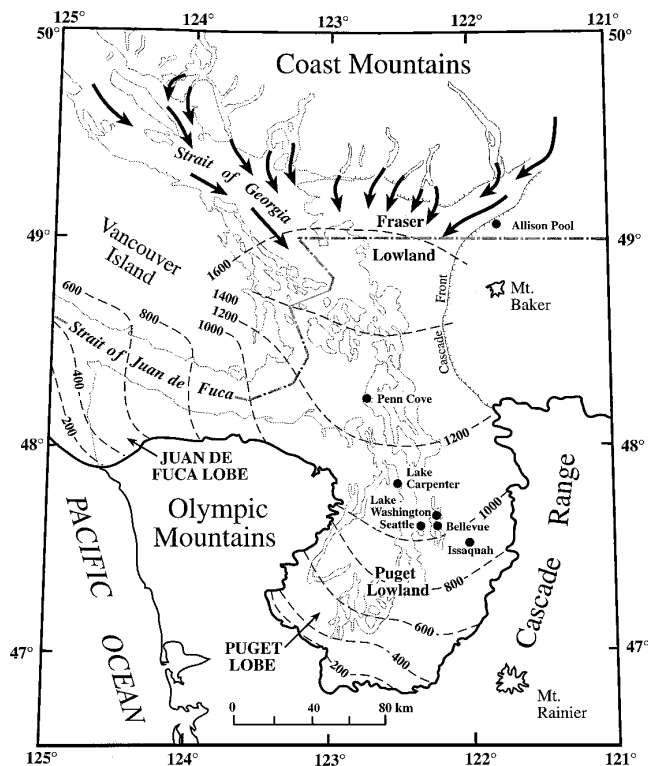 125°
124°
123°
122°
121°
50°
50°
Coast Mountains
Strait of Georgia
Fraser
Lowland
Allison Pool
49°
49°
Vancouver
Island
1600
1400
1200
1000
800
600
400
200
Front
Cascade
Mt.
Baker
Strait of Juan de Fuca
Penn Cove
1200
48°
48°
JUAN DE
FUCA LOBE
Lake
Carpenter
Lake
Washington
Seattle
Bellevue
Issaquah
1000
Olympic
Mountains
PACIFIC OCEAN
Puget
Lowland
800
600
400
200
PUGET
LOBE
Cascade Range
47°
47°
Mt.
Rainier
0
40
80 km
125°
124°
123°
122°
121°